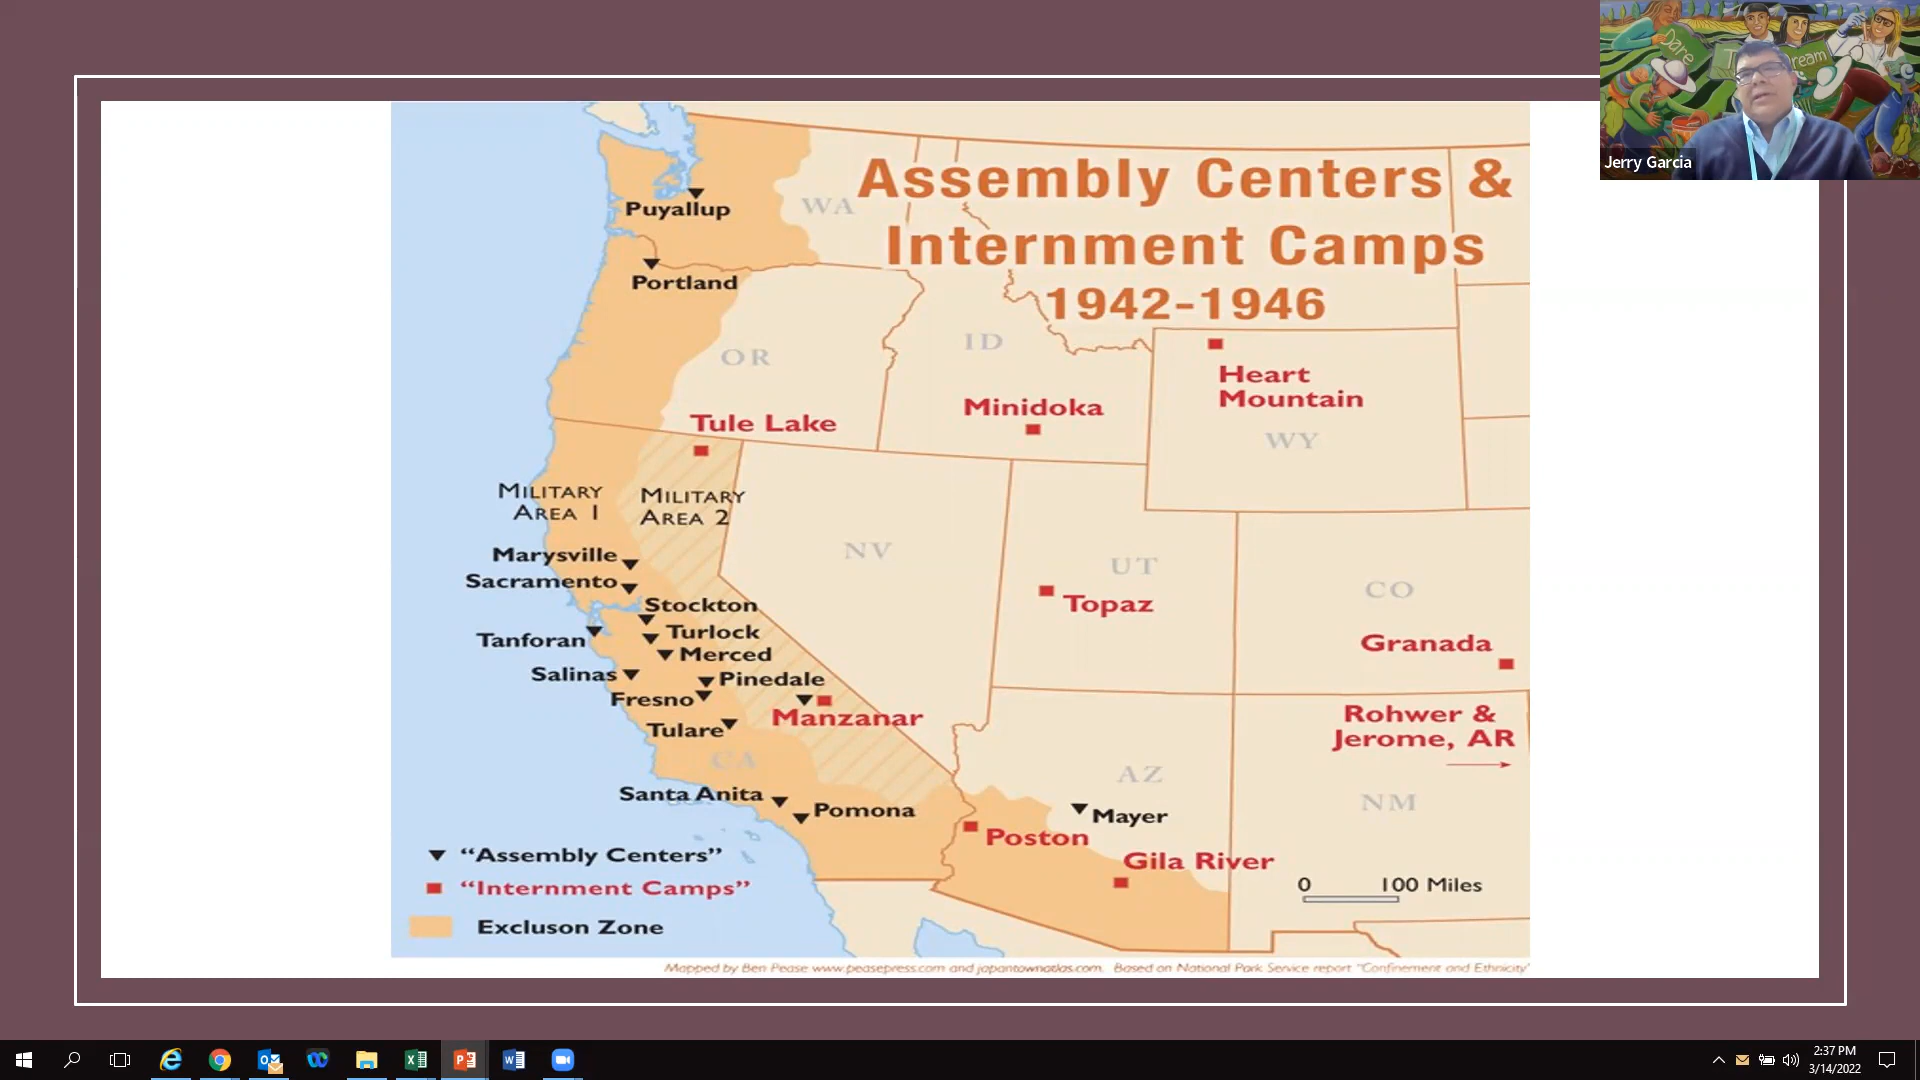 Dare
ream
Jerry Garcia
Assembly Centers &
Internment Camps
1942-1946
WA
Puyallup
Portland
OR
ID
Heart
Mountain
WY
Minidoka
Tule Lake
MILITARY
AREA 1
MILITARY
AREA 2
NV
UT
CO
Marysville
Sacramento
Stockton
Turlock
Merced
Tanforan
Topaz
Granada
Salinas
Pinedale
Fresno
Manzanar
Tulare
Rohwer &
Jerome, AR
CA
AZ
NM
Santa Anita
Pomona
Mayer
Poston
Gila River
"Assembly Centers"
"Internment Camps"
Excluson Zone
0 100 Miles
Mapped by Ben Pease www.peasepress.com and japantownatlas.com. Based on National Park Service report "Confinement and Ethnicity"
2:37 PM
3/14/2022